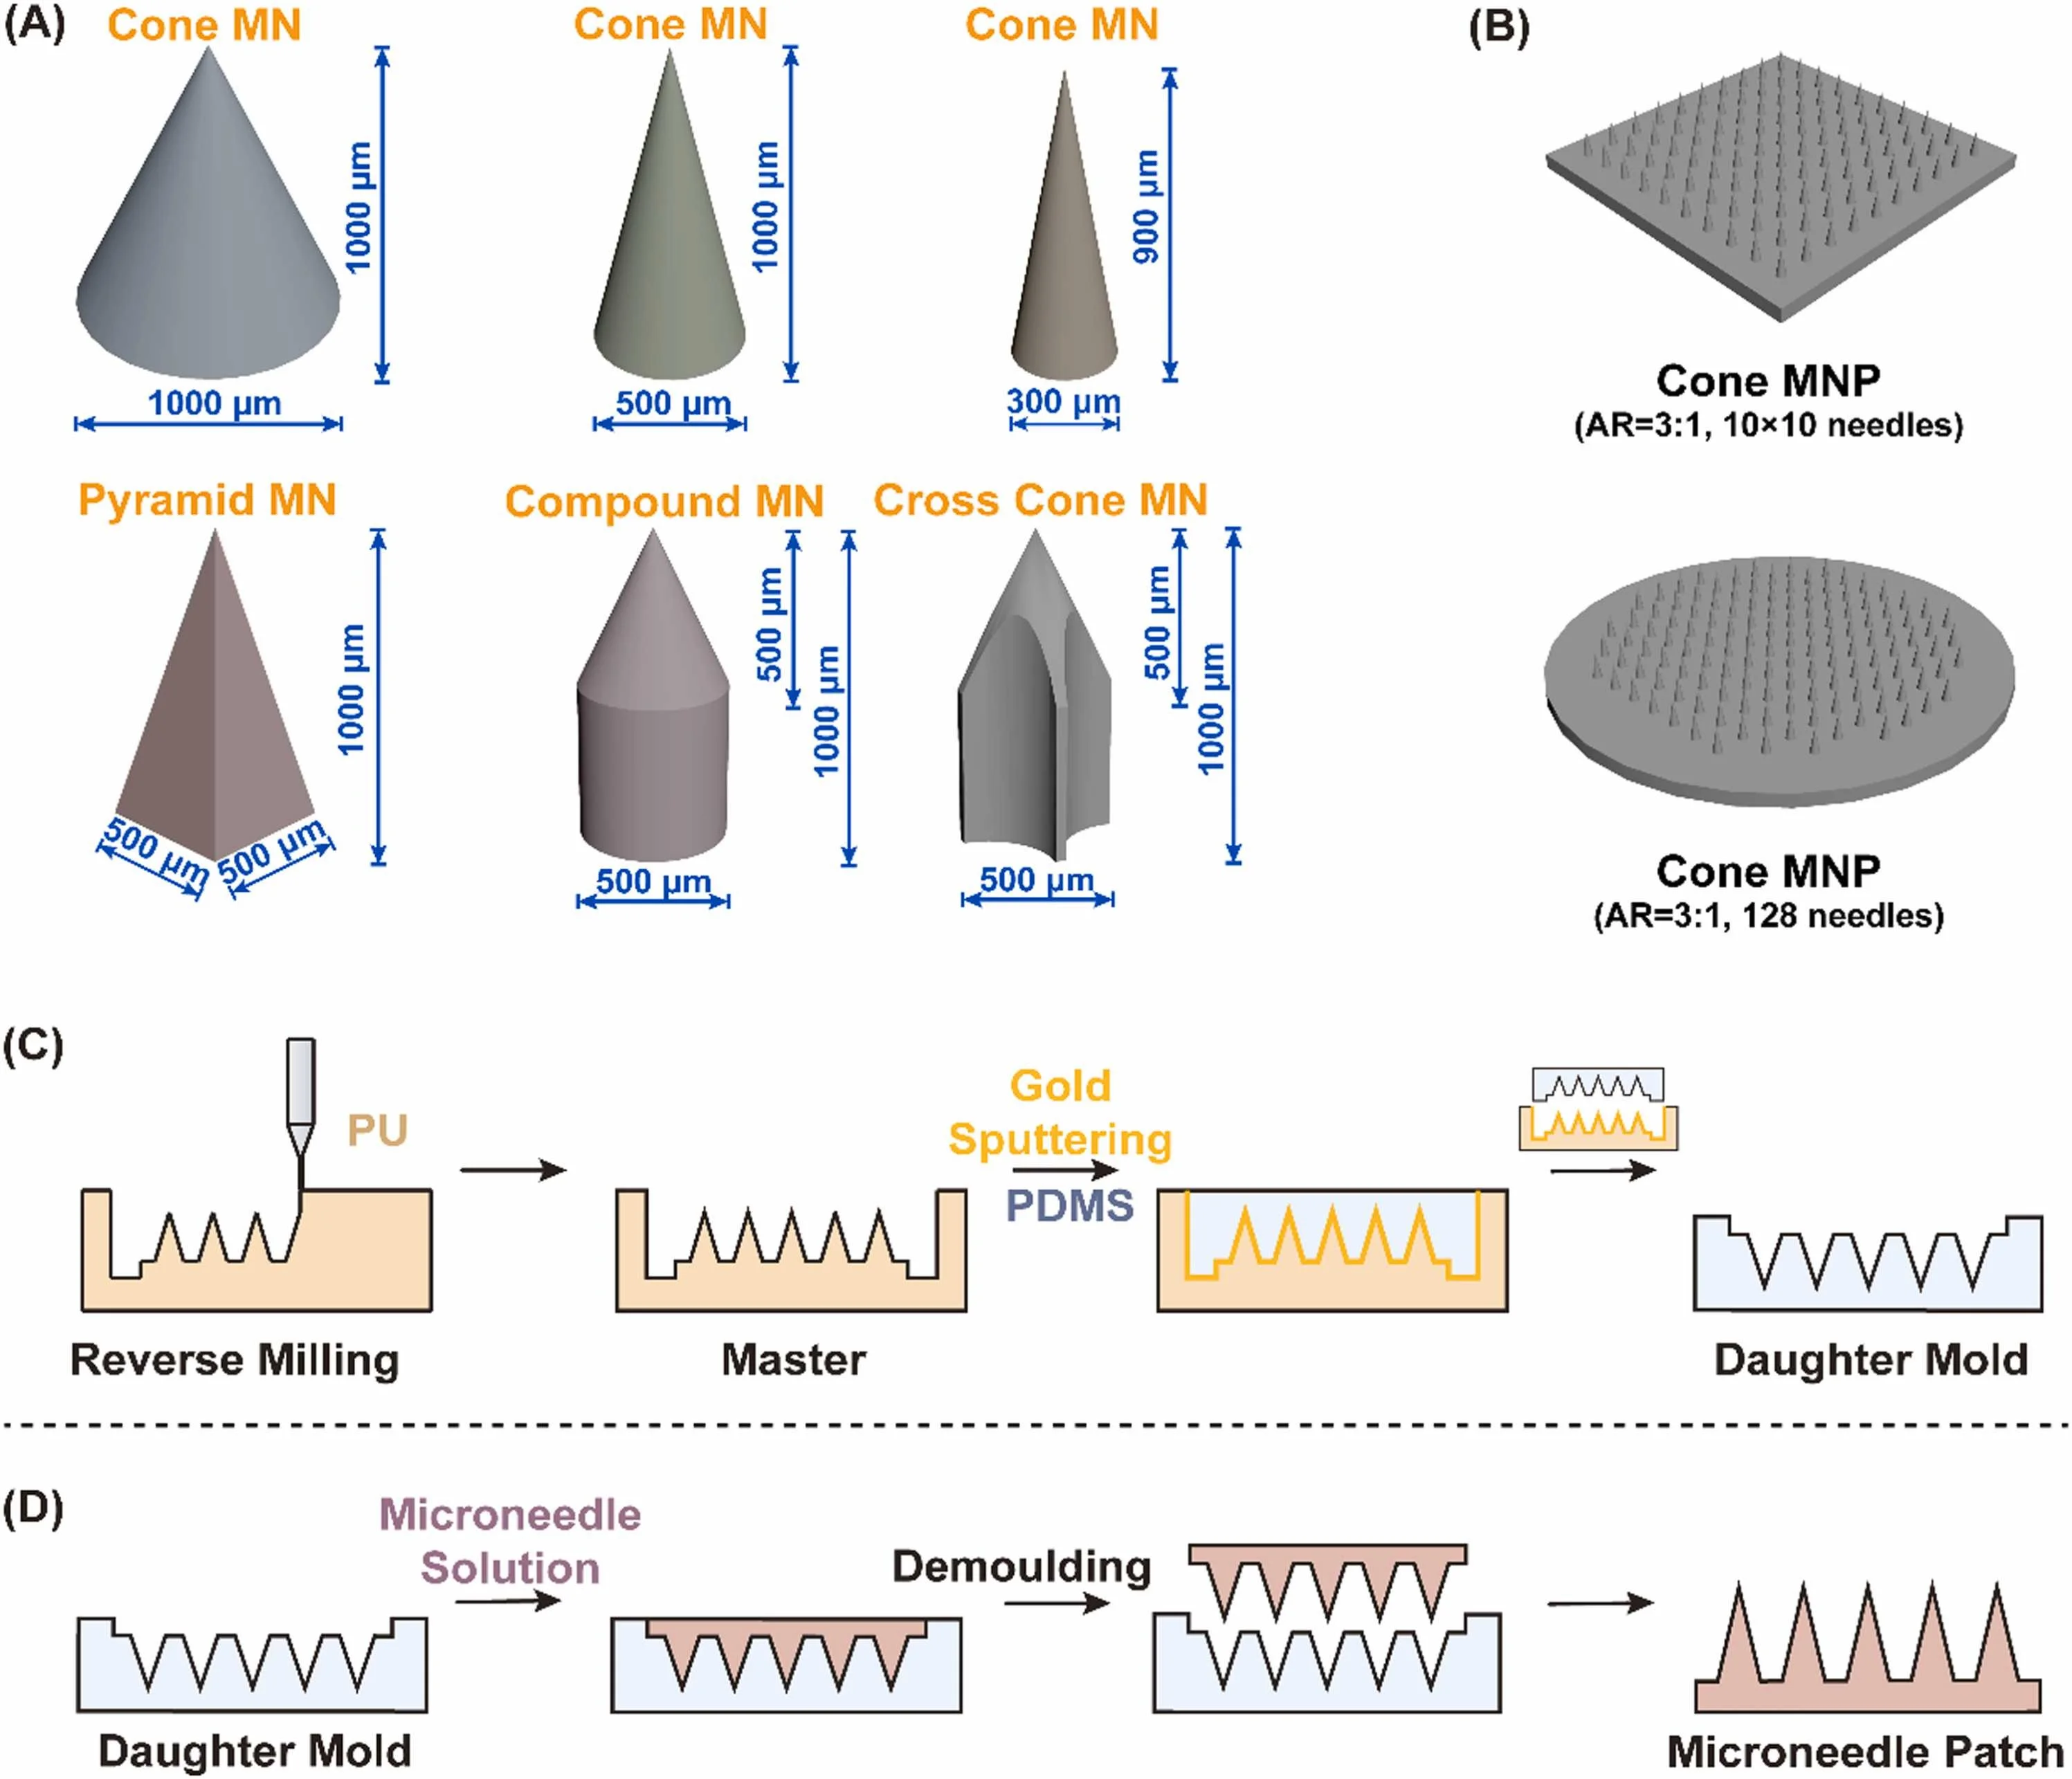 (A)
Cone MN
1000 μm
1000 μm
Cone MN
1000 μm
500 μm
Cone MN
900 μm
300 μm
Pyramid MN
1000 μm
500 μm
500 μm
Compound MN
500 μm
1000 μm
500 μm
Cross Cone MN
500 μm
1000 μm
500 μm
(B)
Cone MNP
(AR=3:1, 10×10 needles)
Cone MNP
(AR=3:1, 128 needles)
(C)
PU
Reverse Milling
Master
Gold
Sputtering
PDMS
Daughter Mold
(D)
Daughter Mold
Microneedle
Solution
Demoulding
Microneedle Patch